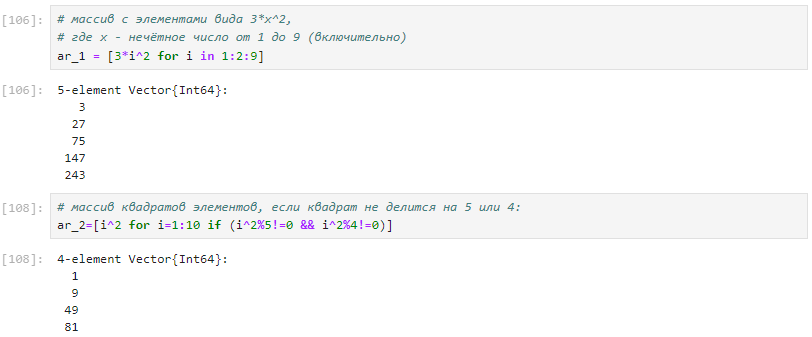 [106]: # массив с элементами вида 3*x^2,
# где x - нечётное число от 1 до 9 (включительно)
ar_1 = [3*i^2 for i in 1:2:9]
[106]: 5-element Vector{Int64}:
3
27
75
147
243
[108]: # массив квадратов элементов, если квадрат не делится на 5 или 4:
ar_2=[i^2 for i=1:10 if (i^2%5!=0 && i^2%4!=0)]
[108]: 4-element Vector{Int64}:
1
9
49
81